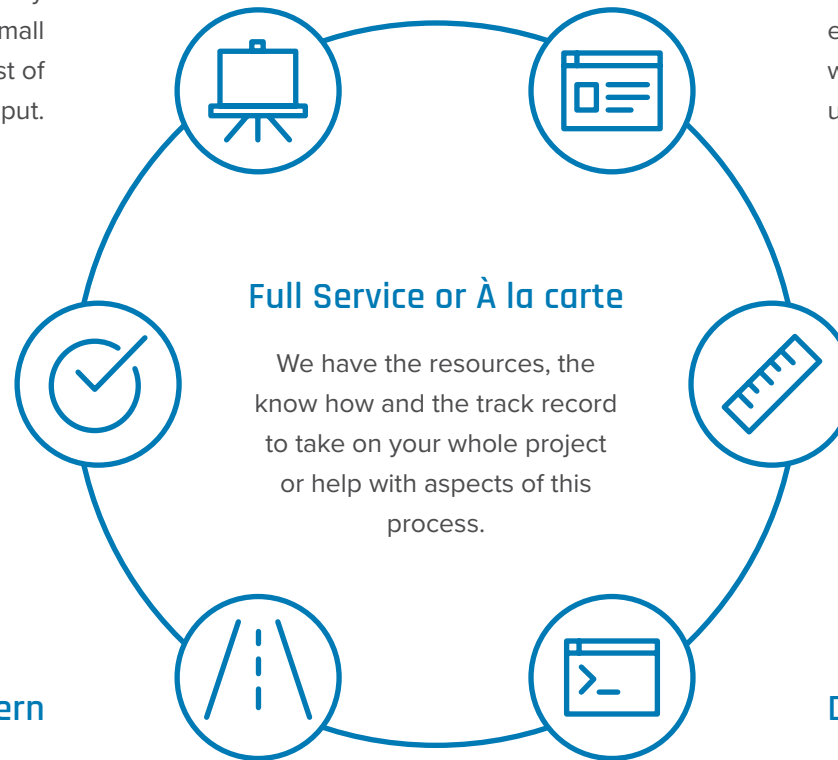 mall
st of
put.
Full Service or À la carte
We have the resources, the
know how and the track record
to take on your whole project
or help with aspects of this
process.
ern